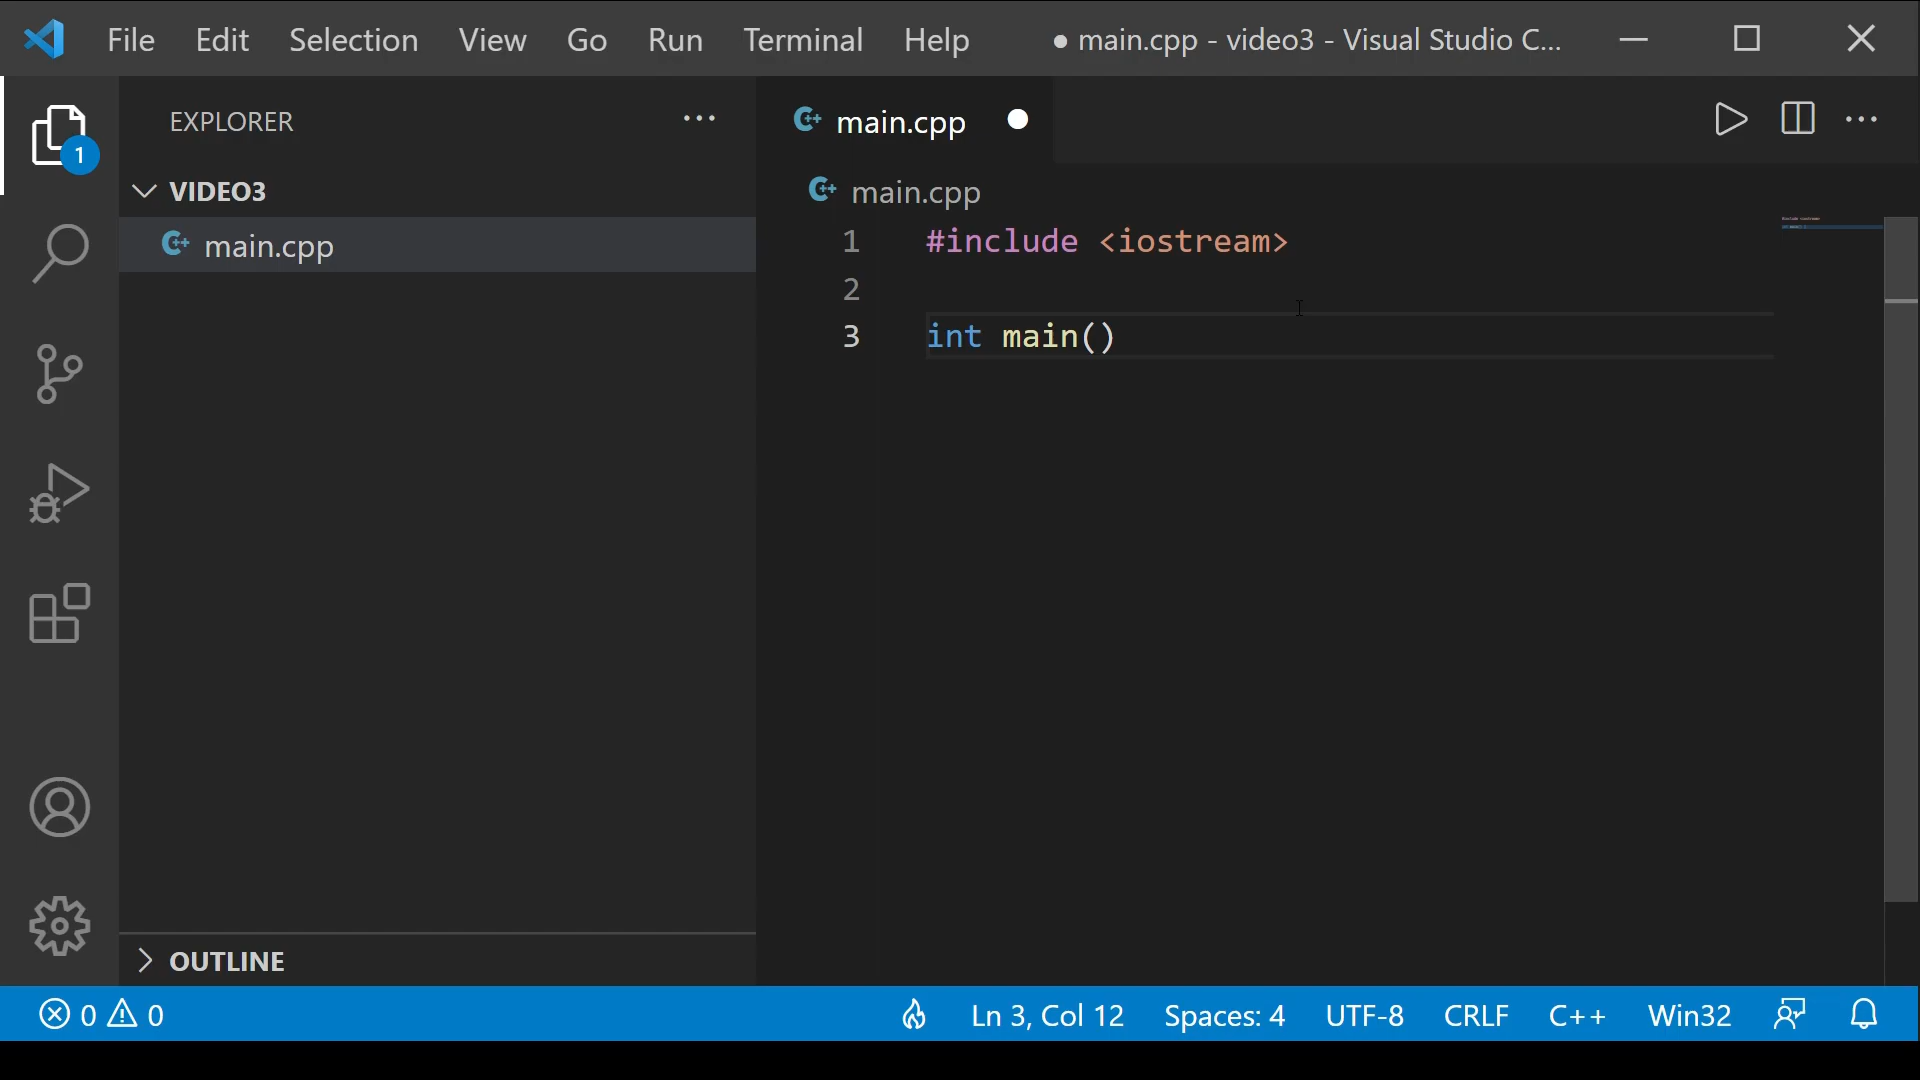 File Edit Selection View Go Run Terminal Help ● main.cpp - video3 - Visual Studio C...
EXPLORER ...
main.cpp ●
1
VIDEO3
main.cpp
main.cpp
1 #include <iostream>
2
3 int main()
OUTLINE
0 0 Ln 3, Col 12 Spaces: 4 UTF-8 CRLF C++ Win32